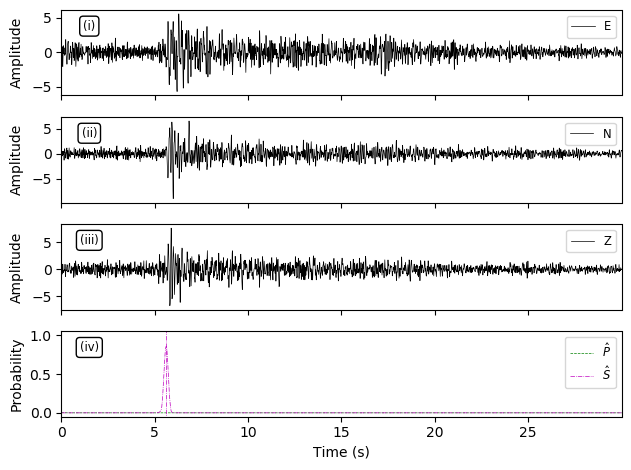 (i)
E
Amplitude
5
0
−5
(ii)
N
Amplitude
5
0
−5
(iii)
Z
Amplitude
5
0
−5
(iv)
P̂
Ŝ
Probability
1.0
0.5
0.0
0 5 10 15 20 25
Time (s)